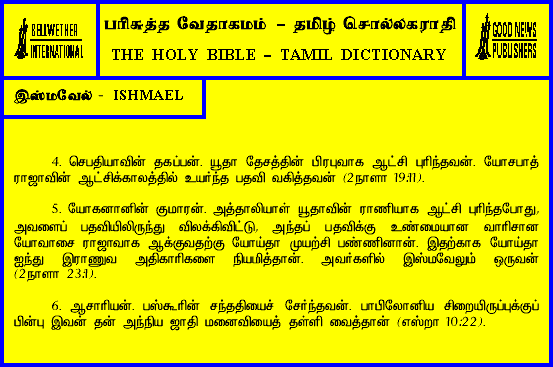 BELLWETHER
INTERNATIONAL
பரிசுத்த வேதாகமம் – தமிழ் சொல்லகராதி
THE HOLY BIBLE – TAMIL DICTIONARY
GOOD NEWS
PUBLISHERS
இஸ்மவேல் - ISHMAEL
4. செபதியாவின் தகப்பன். யூதா தேசத்தின் பிரபுவாக ஆட்சி புரிந்தவன். யோசபாத்
ராஜாவின் ஆட்சிக்காலத்தில் உயர்ந்த பதவி வகித்தவன் (2நாளா 19:11).
5. யோகனானின் குமாரன். அத்தாலியாள் யூதாவின் ராணியாக ஆட்சி புரிந்தபோது,
அவளைப் பதவியிலிருந்து விலக்கிவிட்டு, அந்தப் பதவிக்கு உண்மையான வாரிசான
யோவாசை ராஜாவாக ஆக்குவதற்கு யோய்தா முயற்சி பண்ணினான். இதற்காக யோய்தா
ஐந்து இராணுவ அதிகாரிகளை நியமித்தான். அவர்களில் இஸ்மவேலும் ஒருவன்
(2நாளா 23:1).
6. ஆசாரியன். பஸ்கூரின் சந்ததியைச் சேர்ந்தவன். பாபிலோனிய சிறையிருப்புக்குப்
பின்பு இவன் தன் அந்நிய ஜாதி மனைவியைத் தள்ளி வைத்தான் (எஸ்றா 10:22).